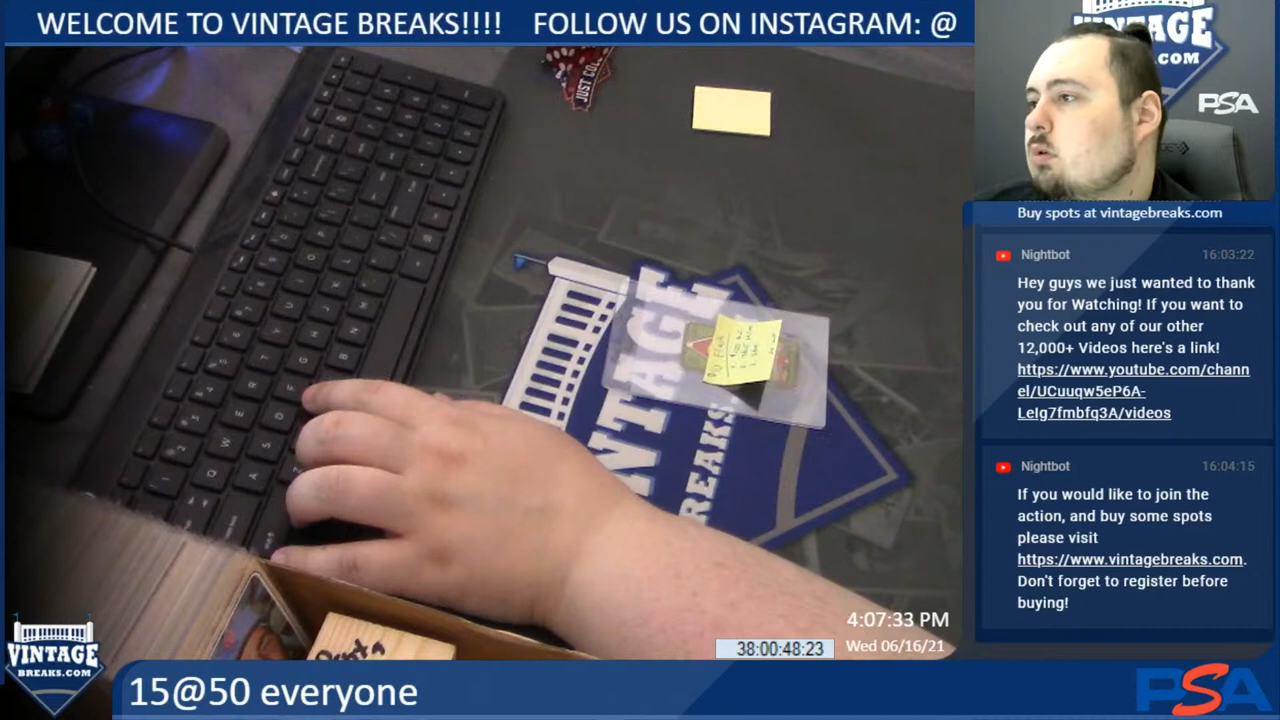 WELCOME TO VINTAGE BREAKS!!!! FOLLOW US ON INSTAGRAM: @
VINTAGE
.COM
PSA
JUST
Buy spots at vintagebreaks.com
Nightbot 16:03:22
Hey guys we just wanted to thank
you for Watching! If you want to
check out any of our other
12,000+ Videos here's a link!
https://www.youtube.com/chann
el/UCuuqw5eP6A-
LeIg7fmbfq3A/videos
Nightbot 16:04:15
If you would like to join the
action, and buy some spots
please visit
https://www.vintagebreaks.com.
Don't forget to register before
buying!
VINTAGE
BREAKS
4:07:33 PM
38:00:48:23 Wed 06/16/21
VINTAGE
BREAKS.COM
15@50 everyone
PSA